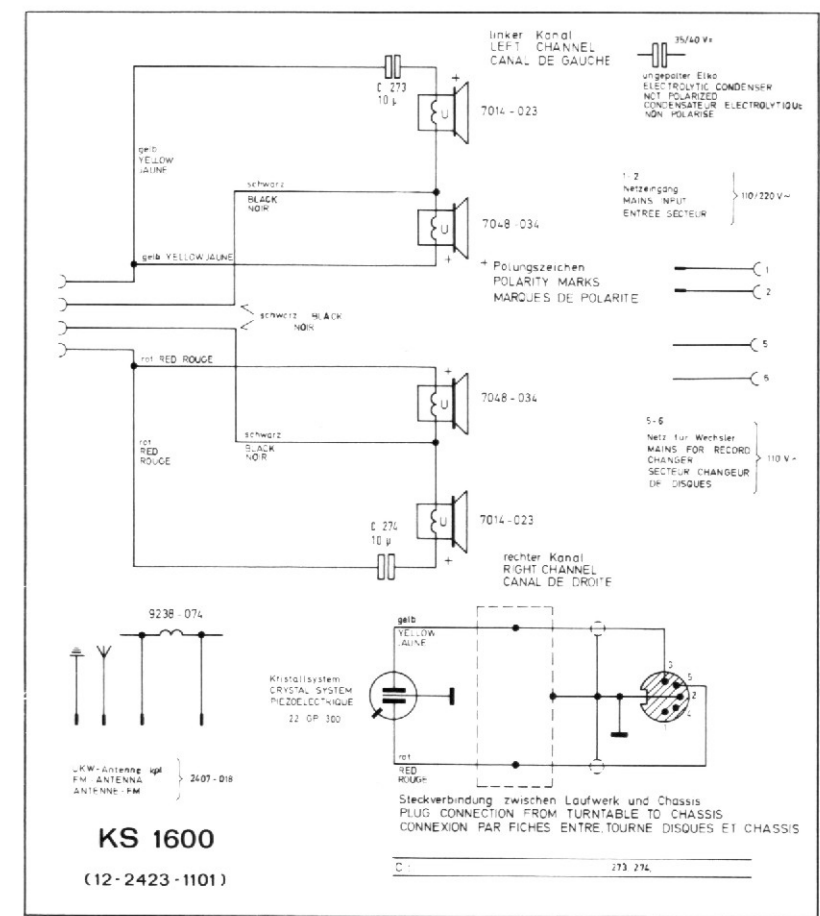 linker Kanal
LEFT CHANNEL
CANAL DE GAUCHE
35/40 V=
ungepolter Elko
ELECTROLYTIC CONDENSER
NOT POLARIZED
CONDENSATEUR ELECTROLYTIQUE
NON POLARISE
C 273
10 µ
+
U
7014-023
gelb
YELLOW
JAUNE
schwarz
BLACK
NOIR
U
7048-034
+
gelb YELLOW JAUNE
1-2
Netzeingang
MAINS INPUT
ENTREE SECTEUR
110/220 V~
+ Polungszeichen
POLARITY MARKS
MARQUES DE POLARITE
1
2
schwarz BLACK
NOIR
5
6
rot RED ROUGE
+
U
7048-034
rot
RED
ROUGE
schwarz
BLACK
NOIR
5-6
Netz fur Wechsler
MAINS FOR RECORD
CHANGER
SECTEUR CHANGEUR
DE DISQUES
110 V~
U
7014-023
+
C 274
10 µ
rechter Kanal
RIGHT CHANNEL
CANAL DE DROITE
9238-074
gelb
YELLOW
JAUNE
Kristallsystem
CRYSTAL SYSTEM
PIEZOELECTRIQUE
22 GP 300
3
5
2
4
1
rot
RED
ROUGE
UKW-Antenne kpl
FM-ANTENNA
ANTENNE-FM
2407-018
Steckverbindung zwischen Laufwerk und Chassis
PLUG CONNECTION FROM TURNTABLE TO CHASSIS
CONNEXION PAR FICHES ENTRE, TOURNE DISQUES ET CHASSIS
KS 1600
(12-2423-1101)
C : 273 274,